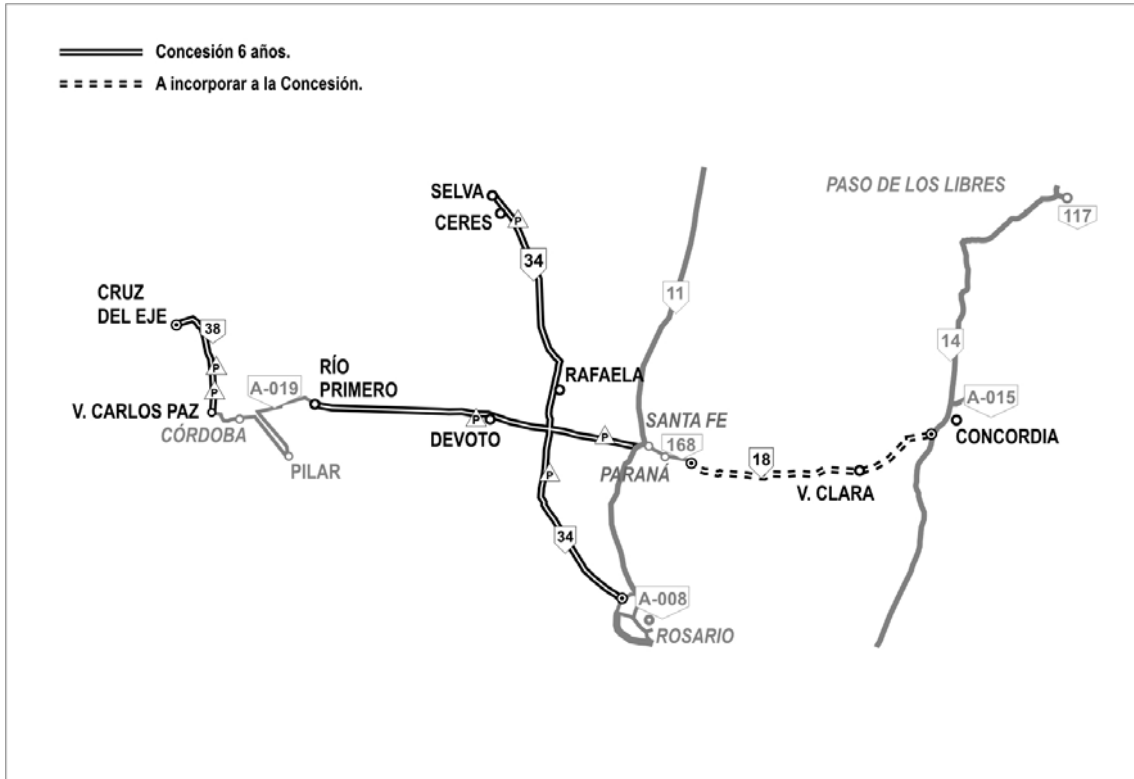 Concesión 6 años.
A incorporar a la Concesión.
SELVA
CERES
P
34
PASO DE LOS LIBRES
117
11
14
CRUZ
DEL EJE
38
P
P
V. CARLOS PAZ
CÓRDOBA
A-019
PILAR
RÍO
PRIMERO
RAFAELA
P
DEVOTO
P
SANTA FE
168
PARANÁ
18
V. CLARA
A-015
CONCORDIA
P
34
A-008
ROSARIO